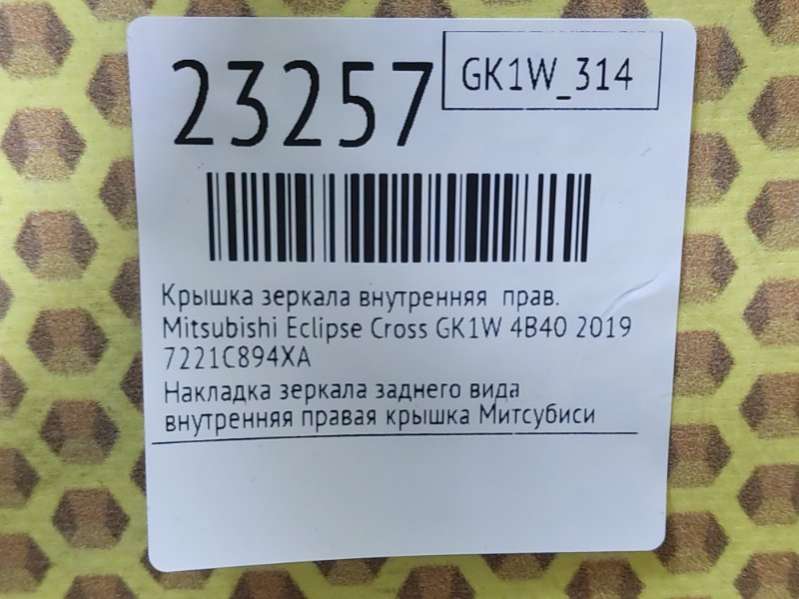 23257
GK1W_314
Крышка зеркала внутренняя прав.
Mitsubishi Eclipse Cross GK1W 4B40 2019
7221C894XA
Накладка зеркала заднего вида
внутренняя правая крышка Митсубиси